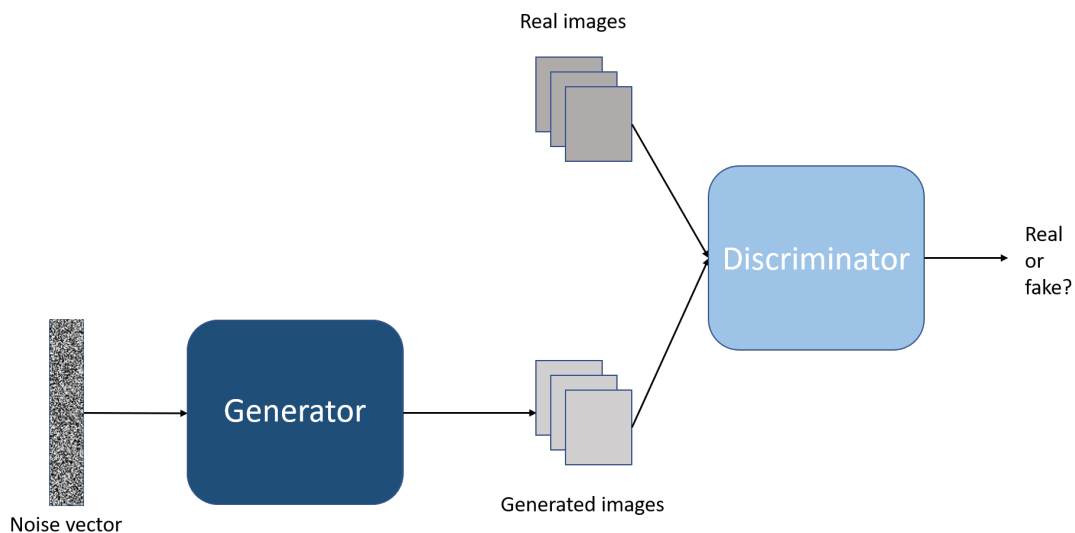 Real images
Discriminator
Real
or
fake?
Generator
Generated images
Noise vector